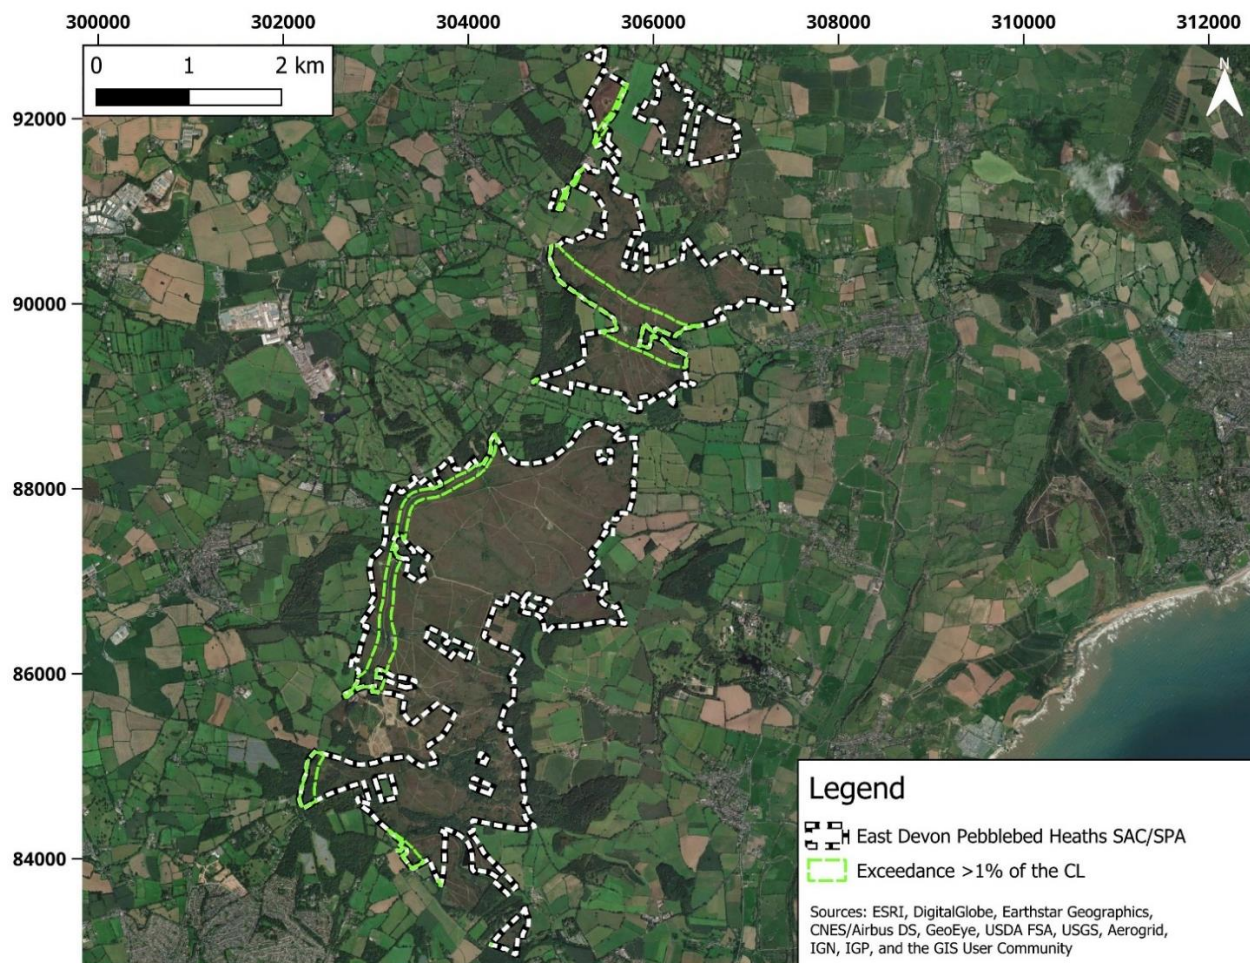 300000 302000 304000 306000 308000 310000 312000
0 1 2 km
N
92000
90000
88000
86000
84000
Legend
East Devon Pebblebed Heaths SAC/SPA
Exceedance >1% of the CL
Sources: ESRI, DigitalGlobe, Earthstar Geographics,
CNES/Airbus DS, GeoEye, USDA FSA, USGS, Aerogrid,
IGN, IGP, and the GIS User Community